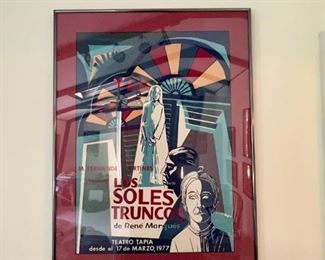 LOS
SOLES
TRUNCOS
de René Marqués
TEATRO TAPIA
desde el 17 de MARZO, 1977